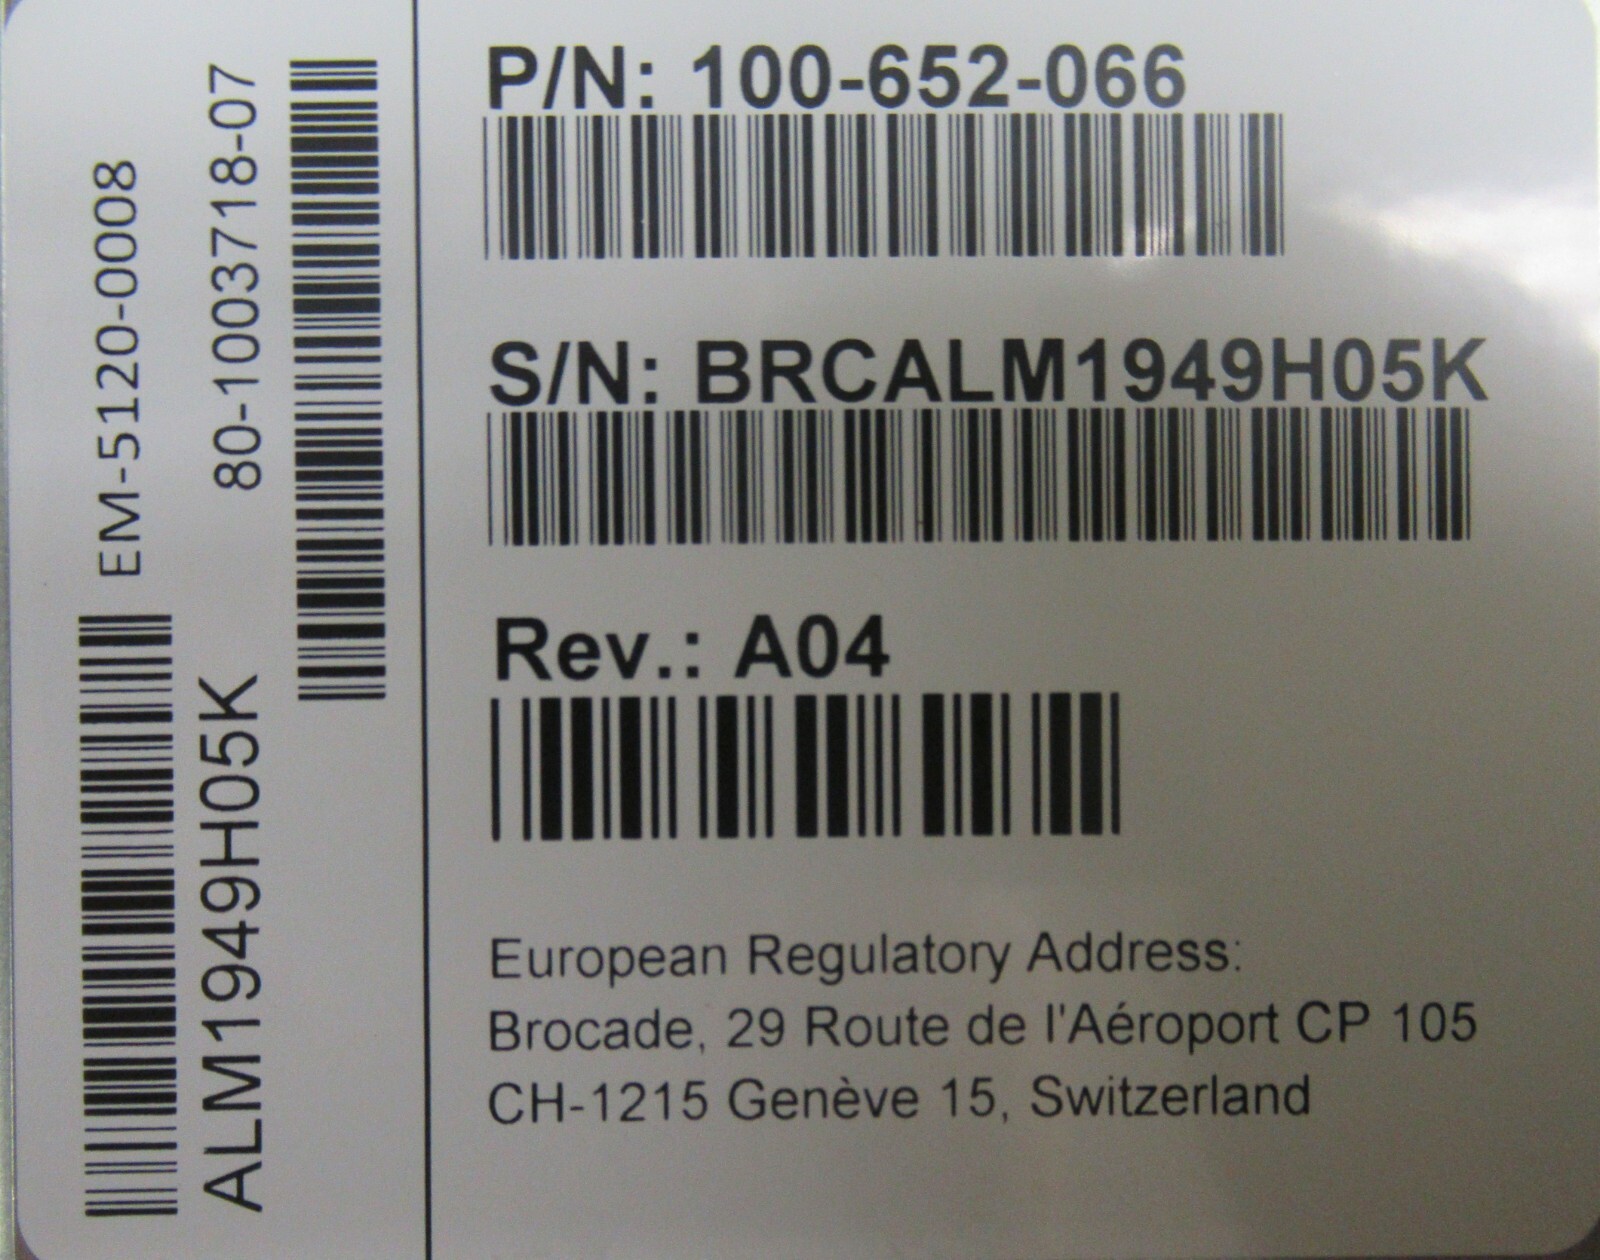 EM-5120-0008
80-1003718-07
ALM1949H05K
P/N: 100-652-066
S/N: BRCALM1949H05K
Rev.: A04
European Regulatory Address:
Brocade, 29 Route de l'Aéroport CP 105
CH-1215 Genève 15, Switzerland